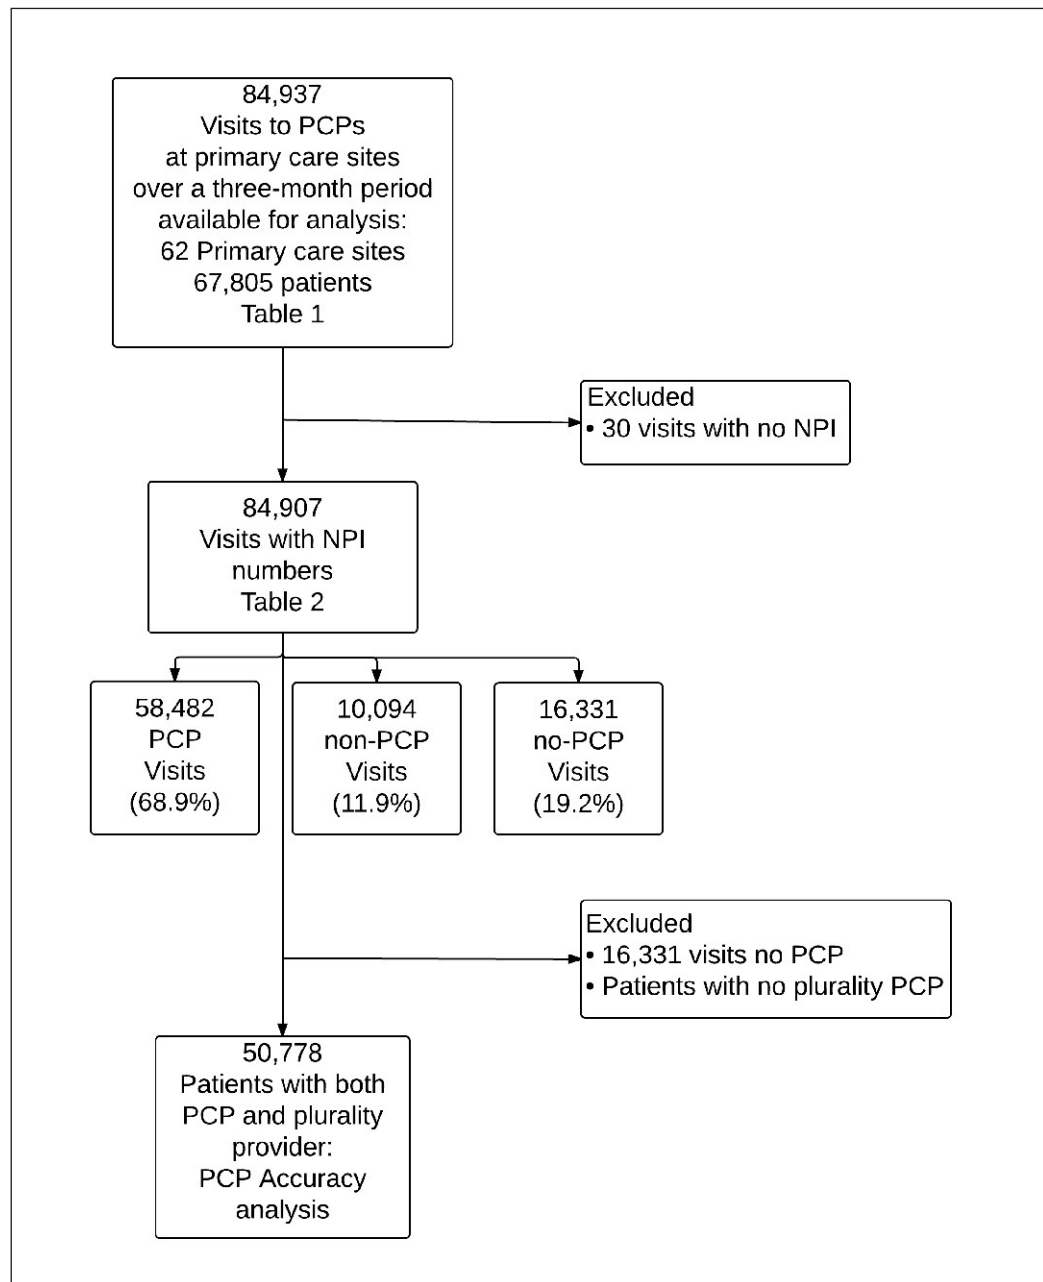 84,937
Visits to PCPs
at primary care sites
over a three-month period
available for analysis:
62 Primary care sites
67,805 patients
Table 1
Excluded
• 30 visits with no NPI
84,907
Visits with NPI
numbers
Table 2
58,482
PCP
Visits
(68.9%)
10,094
non-PCP
Visits
(11.9%)
16,331
no-PCP
Visits
(19.2%)
Excluded
• 16,331 visits no PCP
• Patients with no plurality PCP
50,778
Patients with both
PCP and plurality
provider:
PCP Accuracy
analysis